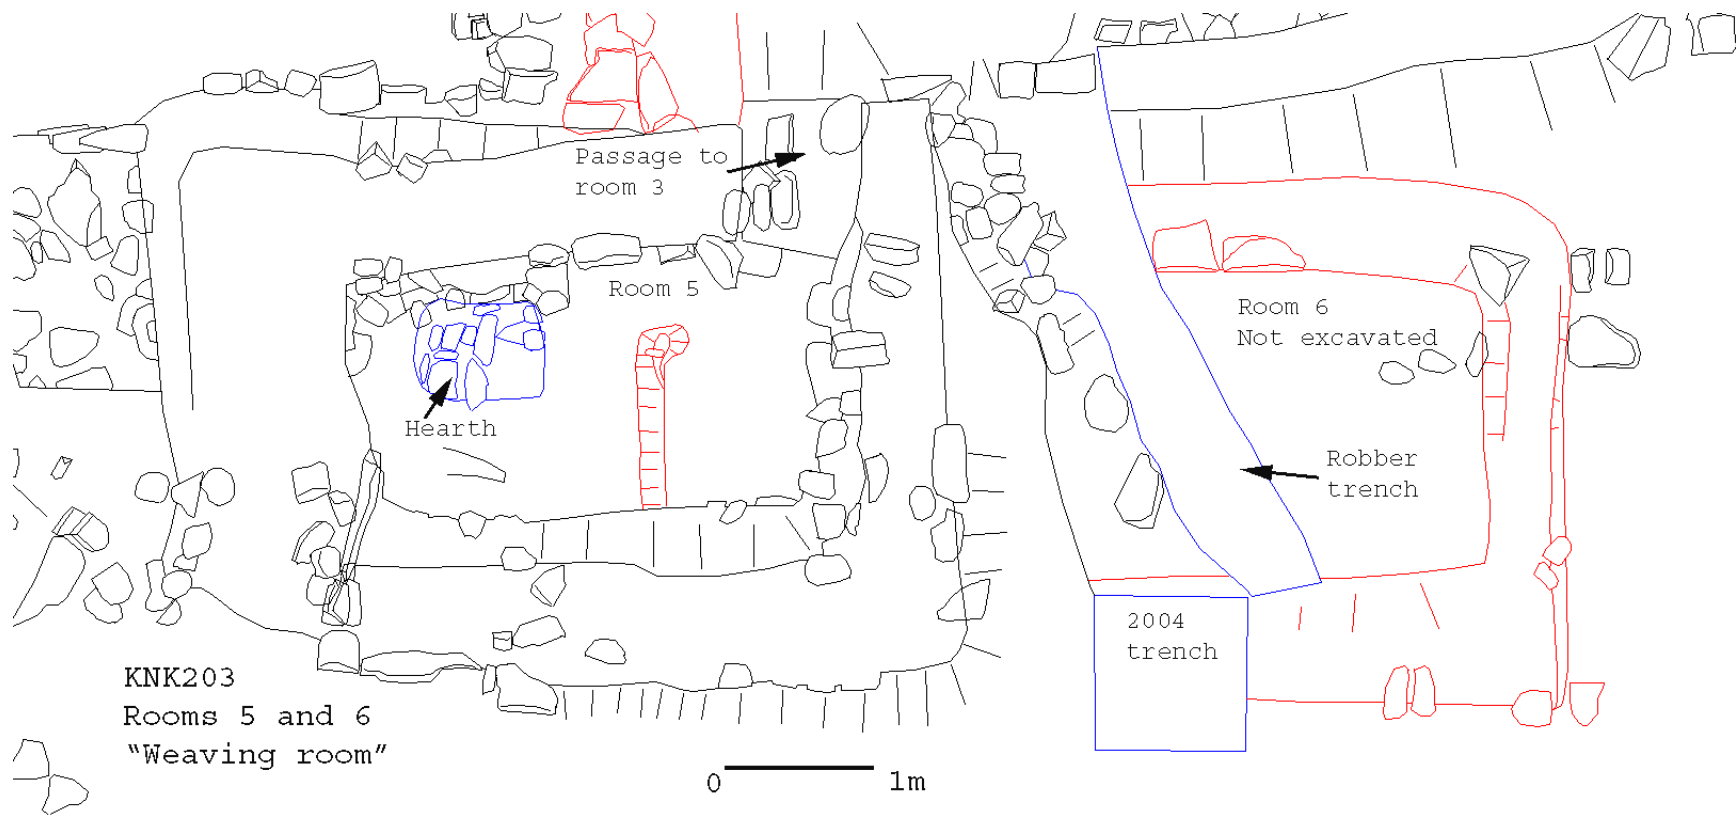 Passage to
room 3
Room 5
Room 6
Not excavated
Hearth
Robber
trench
2004
trench
KNK203
Rooms 5 and 6
"Weaving room"
0 1m